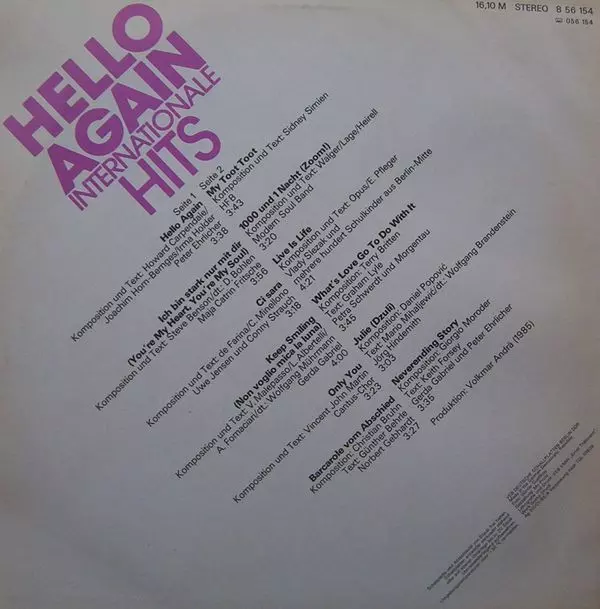 16,10 M STEREO 8 56 154
056 154
HELLO
AGAIN
INTERNATIONALE
HITS
Seite 1
Hello Again
Komposition und Text: Howard Carpendale/
Joachim Horn-Bernges/Irma Holder
Peter Ehrlicher
3:38
Ich bin stark nur mit dir
(You're My Heart, You're My Soul)
Komposition und Text: Steve Benson/dt.: D. Bohlen
Maja Catrin Fritsche
3:56
Ci sara
Komposition und Text: de Farina/C. Minellono
Uwe Jensen und Conny Strauch
3:18
Keep Smiling
(Non voglio mica la luna)
Komposition und Text: V. Malepasso/L. Albertelli/
A. Fornaciari/dt.: Wolfgang Mührmann
Gerda Gabriel
4:00
Only You
Komposition und Text: Vincent John Martin
Cantus-Chor
3:23
Barcarole vom Abschied
Komposition: Christian Bruhn
Text: Günther Behrle
Norbert Gebhardt
3:27
Seite 2
My Toot Toot
Komposition und Text: Sidney Simien
HFB
3:43
1000 und 1 Nacht (Zoom!)
Komposition und Text: Walger/Lage/Heirell
Modern Soul Band
3:20
Live Is Life
Komposition und Text: Opus/E. Pfleger
Vlady Slezak und
mehrere hundert Schulkinder aus Berlin-Mitte
4:21
What's Love Go To Do With It
Komposition: Terry Britten
Text: Graham Lyle
Petra Schwerdt und Morgentau
3:45
Julie (Dzuli)
Komposition: Daniel Popović
Text: Mario Mihaljević/dt.: Wolfgang Brandenstein
Jörg Hindemith
3:03
Neverending Story
Komposition: Giorgio Moroder
Text: Keith Forsey
Gerda Gabriel und Peter Ehrlicher
3:35
Produktion: Volkmar Andrä (1985)